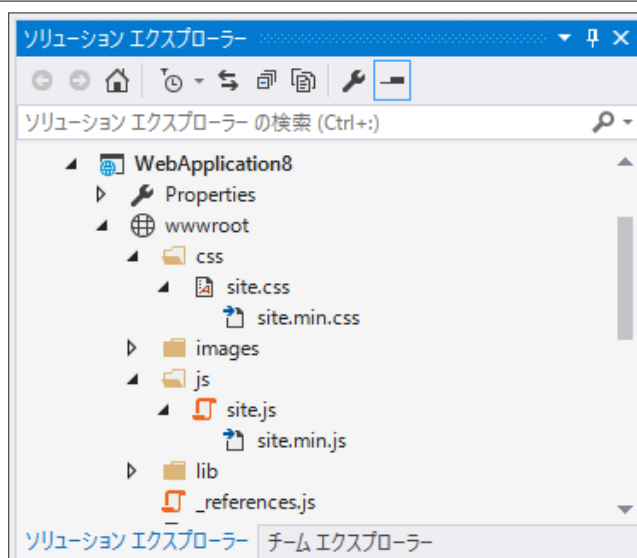 ソリューション エクスプローラー
ソリューション エクスプローラー の検索 (Ctrl+:)
WebApplication8
Properties
wwwroot
css
site.css
site.min.css
images
js
site.js
site.min.js
lib
_references.js
ソリューション エクスプローラー チーム エクスプローラー